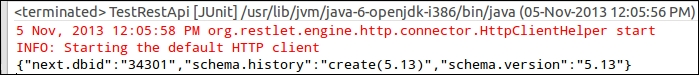 <terminated> TestRestApi [JUnit] /usr/lib/jvm/java-6-openjdk-i386/bin/java (05-Nov-2013 12:05:56 PM)
5 Nov, 2013 12:05:58 PM org.restlet.engine.http.connector.HttpClientHelper start
INFO: Starting the default HTTP client
{"next.dbid":"34301","schema.history":"create(5.13)","schema.version":"5.13"}